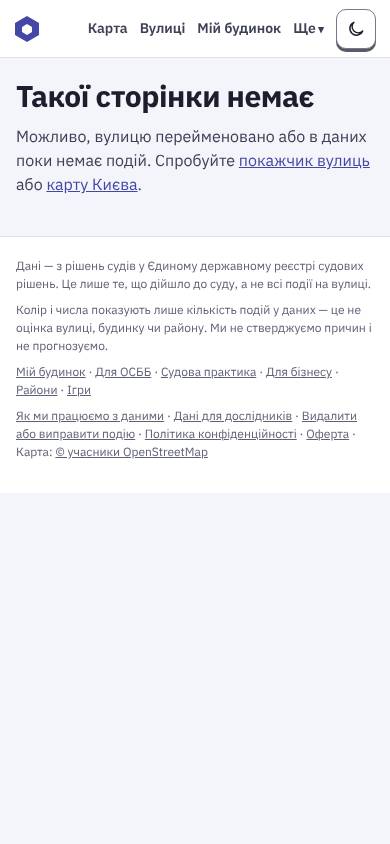 Карта Вулиці Мій будинок Ще ▾
Такої сторінки немає
Можливо, вулицю перейменовано або в даних
поки немає подій. Спробуйте покажчик вулиць
або карту Києва.
Дані — з рішень судів у Єдиному державному реєстрі судових
рішень. Це лише те, що дійшло до суду, а не всі події на вулиці.
Колір і числа показують лише кількість подій у даних — це не
оцінка вулиці, будинку чи району. Ми не стверджуємо причин і
не прогнозуємо.
Мій будинок · Для ОСББ · Судова практика · Для бізнесу ·
Райони · Ігри
Як ми працюємо з даними · Дані для дослідників · Видалити
або виправити подію · Політика конфіденційності · Оферта ·
Карта: © учасники OpenStreetMap